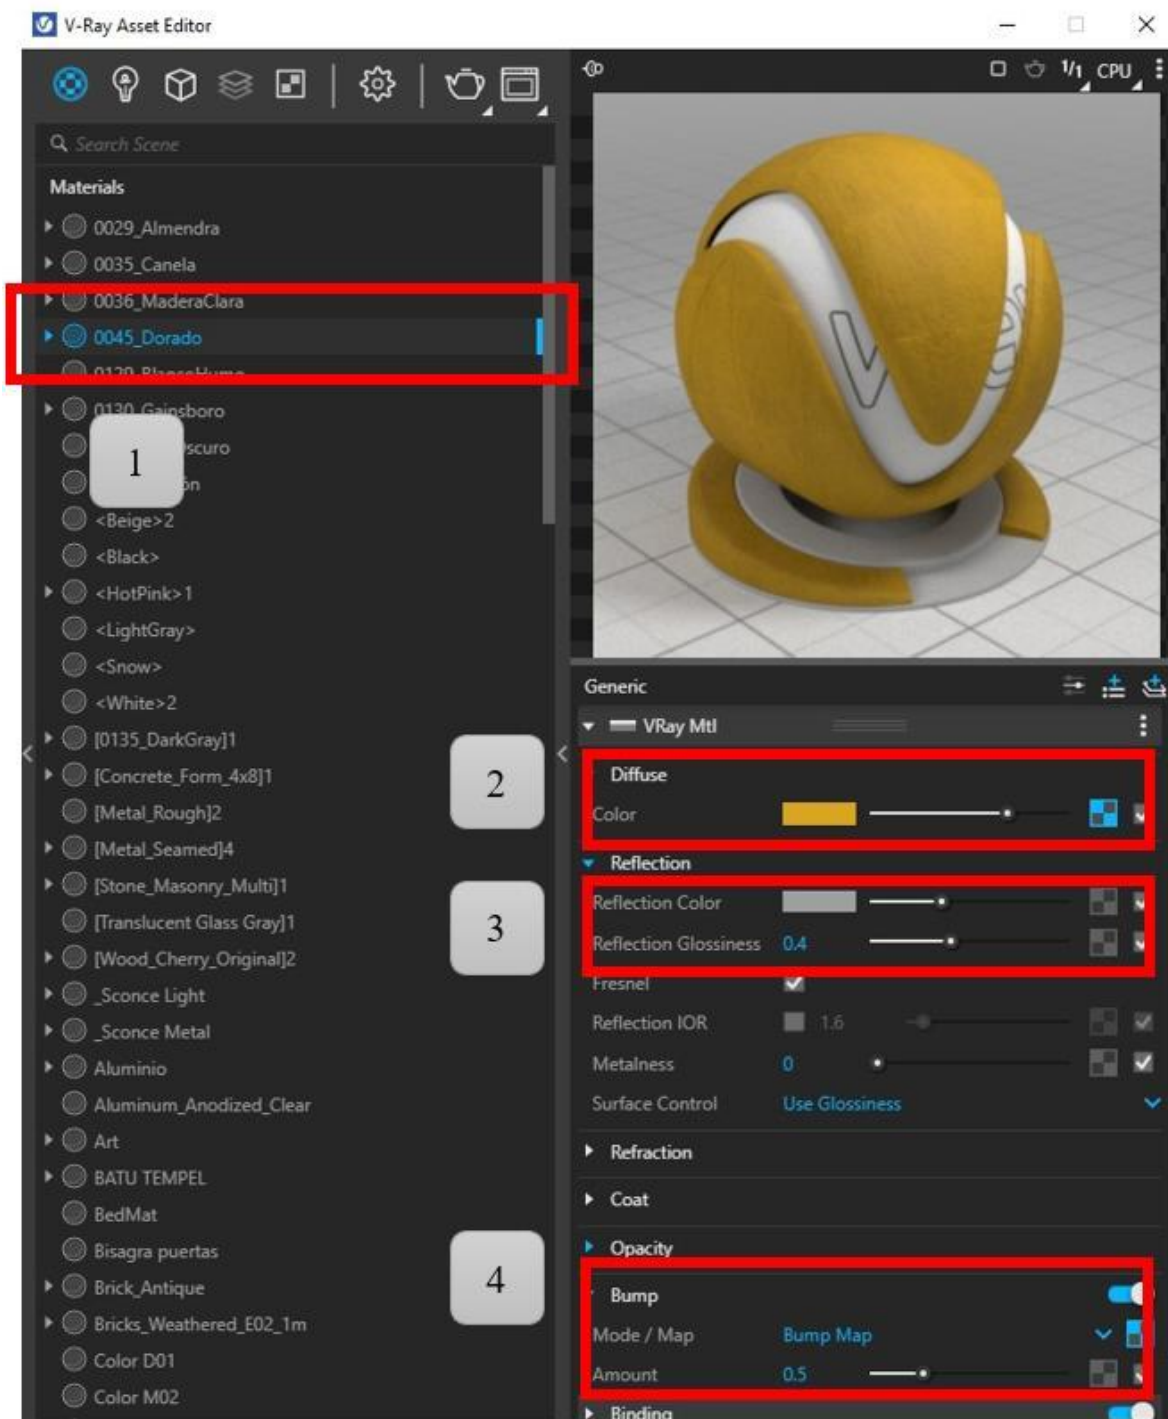 V-Ray Asset Editor
1/1 CPU
Search Scene
Materials
0029_Almendra
0035_Canela
0036_MaderaClara
0045_Dorado
0130_Gainsboro
scuro
1
ón
<Beige>2
<Black>
<HotPink>1
<LightGray>
<Snow>
<White>2
[0135_DarkGray]1
[Concrete_Form_4x8]1
[Metal_Rough]2
[Metal_Seamed]4
[Stone_Masonry_Multi]1
[Translucent Glass Gray]1
[Wood_Cherry_Original]2
_Sconce Light
_Sconce Metal
Aluminio
Aluminum_Anodized_Clear
Art
BATU TEMPEL
BedMat
Bisagra puertas
Brick_Antique
Bricks_Weathered_E02_1m
Color D01
Color M02
2
3
4
Generic
VRay Mtl
Diffuse
Color
Reflection
Reflection Color
Reflection Glossiness 0.4
Fresnel
Reflection IOR 1.6
Metalness 0
Surface Control Use Glossiness
Refraction
Coat
Opacity
Bump
Mode / Map Bump Map
Amount 0.5
Binding